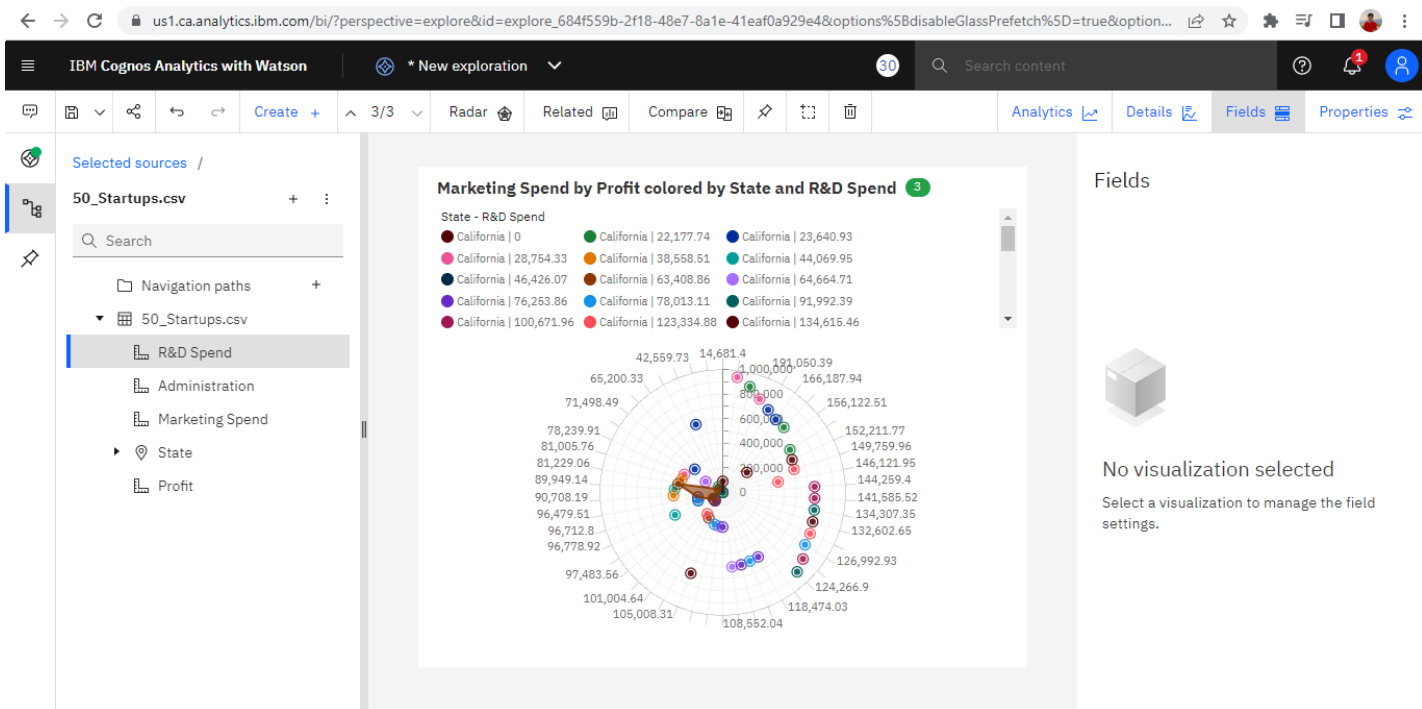 us1.ca.analytics.ibm.com/bi/?perspective=explore&id=explore_684f559b-2f18-48e7-8a1e-41eaf0a929e4&options%5BdisableGlassPrefetch%5D=true&option...
IBM Cognos Analytics with Watson
* New exploration
30
Search content
1
Create +
3/3
Radar
Related
Compare
Analytics
Details
Fields
Properties
Selected sources /
50_Startups.csv
Search
Navigation paths
50_Startups.csv
R&D Spend
Administration
Marketing Spend
State
Profit
Marketing Spend by Profit colored by State and R&D Spend 3
State - R&D Spend
California | 0
California | 22,177.74
California | 23,640.93
California | 28,754.33
California | 38,558.51
California | 44,069.95
California | 46,426.07
California | 63,408.86
California | 64,664.71
California | 76,253.86
California | 78,013.11
California | 91,992.39
California | 100,671.96
California | 123,334.88
California | 134,615.46
14,681.4
191,050.39
166,187.94
156,122.51
152,211.77
149,759.96
146,121.95
144,259.4
141,585.52
134,307.35
132,602.65
126,992.93
124,266.9
118,474.03
108,552.04
105,008.31
101,004.64
97,483.56
96,778.92
96,712.8
96,479.51
90,708.19
89,949.14
81,229.06
81,005.76
78,239.91
71,498.49
65,200.33
42,559.73
1,000,000
800,000
600,000
400,000
200,000
0
Fields
No visualization selected
Select a visualization to manage the field
settings.